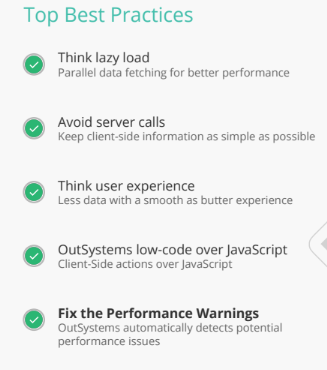 Top Best Practices
Think lazy load
Parallel data fetching for better performance
Avoid server calls
Keep client-side information as simple as possible
Think user experience
Less data with a smooth as butter experience
OutSystems low-code over JavaScript
Client-Side actions over JavaScript
Fix the Performance Warnings
OutSystems automatically detects potential
performance issues